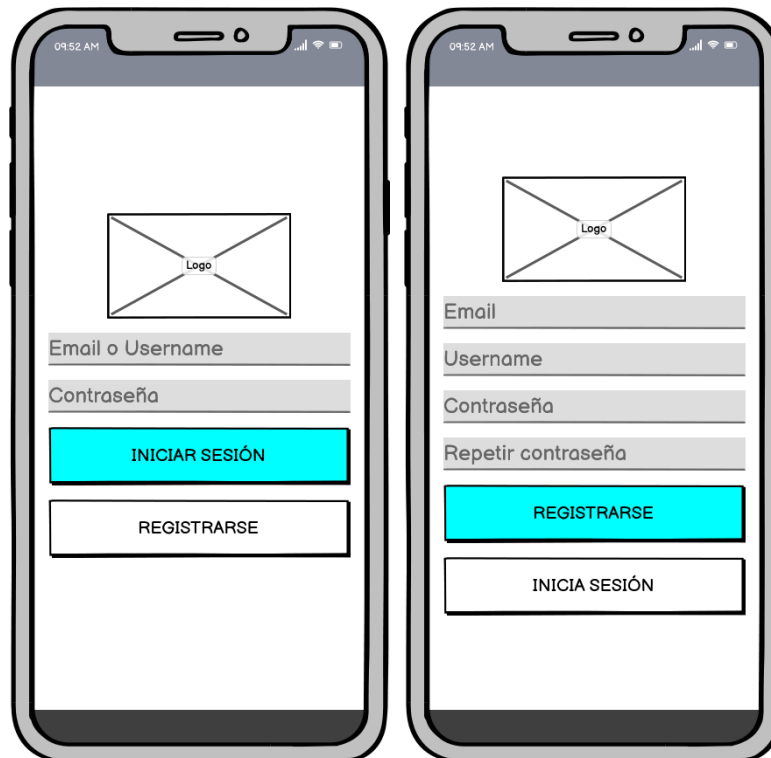 09:52 AM
Logo
Email o Username
Contraseña
INICIAR SESIÓN
REGISTRARSE
09:52 AM
Logo
Email
Username
Contraseña
Repetir contraseña
REGISTRARSE
INICIA SESIÓN